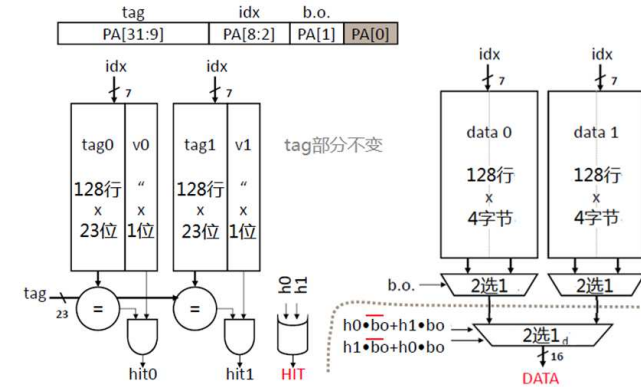 tag idx b.o.
PA[31:9] PA[8:2] PA[1] PA[0]
idx idx
7 7
tag0 v0 tag1 v1
128行 “ 128行 “
x x x x
23位 1位 23位 1位
tag部分不变
tag
23
= =
hit0 hit1
h0 h1
HIT
idx idx
7 7
data 0 data 1
128行 128行
x x
4字节 4字节
b.o. 2选1 2选1
h0•bo+h1•bo
h1•bo+h0•bo
2选1d
16
DATA